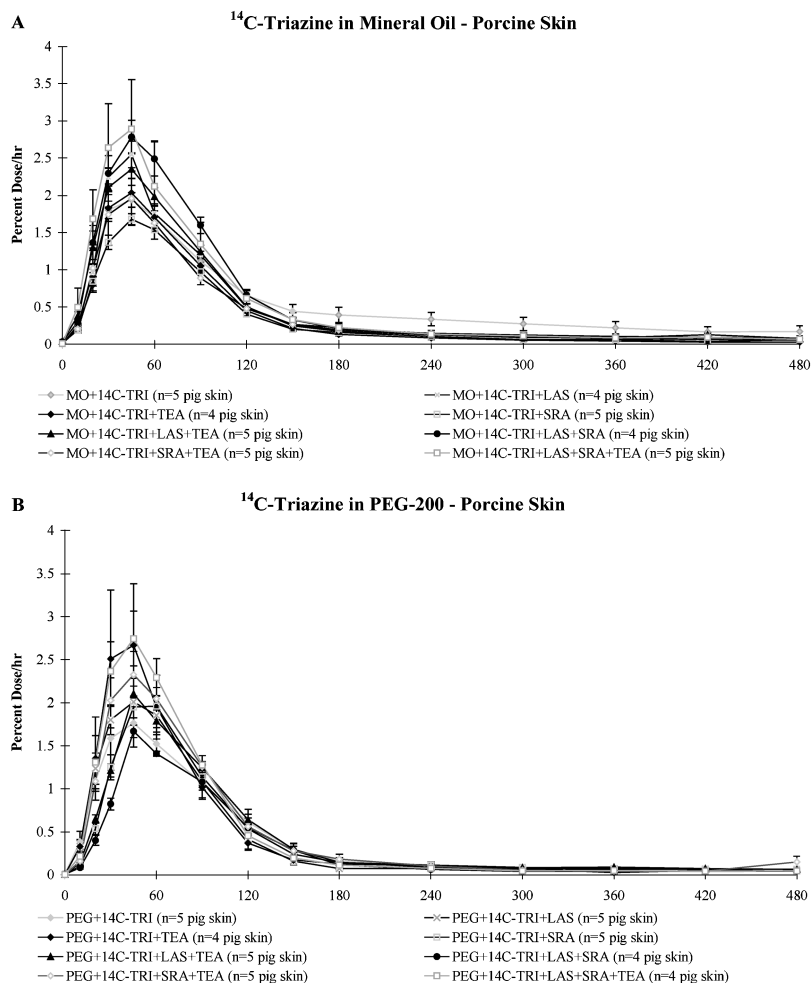 A
14C-Triazine in Mineral Oil - Porcine Skin
Percent Dose/hr
4
3.5
3
2.5
2
1.5
1
0.5
0
0 60 120 180 240 300 360 420 480
MO+14C-TRI (n=5 pig skin)
MO+14C-TRI+LAS (n=4 pig skin)
MO+14C-TRI+TEA (n=4 pig skin)
MO+14C-TRI+SRA (n=5 pig skin)
MO+14C-TRI+LAS+TEA (n=5 pig skin)
MO+14C-TRI+LAS+SRA (n=4 pig skin)
MO+14C-TRI+SRA+TEA (n=5 pig skin)
MO+14C-TRI+LAS+SRA+TEA (n=5 pig skin)
B
14C-Triazine in PEG-200 - Porcine Skin
Percent Dose/hr
4
3.5
3
2.5
2
1.5
1
0.5
0
0 60 120 180 240 300 360 420 480
PEG+14C-TRI (n=5 pig skin)
PEG+14C-TRI+LAS (n=5 pig skin)
PEG+14C-TRI+TEA (n=4 pig skin)
PEG+14C-TRI+SRA (n=5 pig skin)
PEG+14C-TRI+LAS+TEA (n=5 pig skin)
PEG+14C-TRI+LAS+SRA (n=4 pig skin)
PEG+14C-TRI+SRA+TEA (n=5 pig skin)
PEG+14C-TRI+LAS+SRA+TEA (n=4 pig skin)